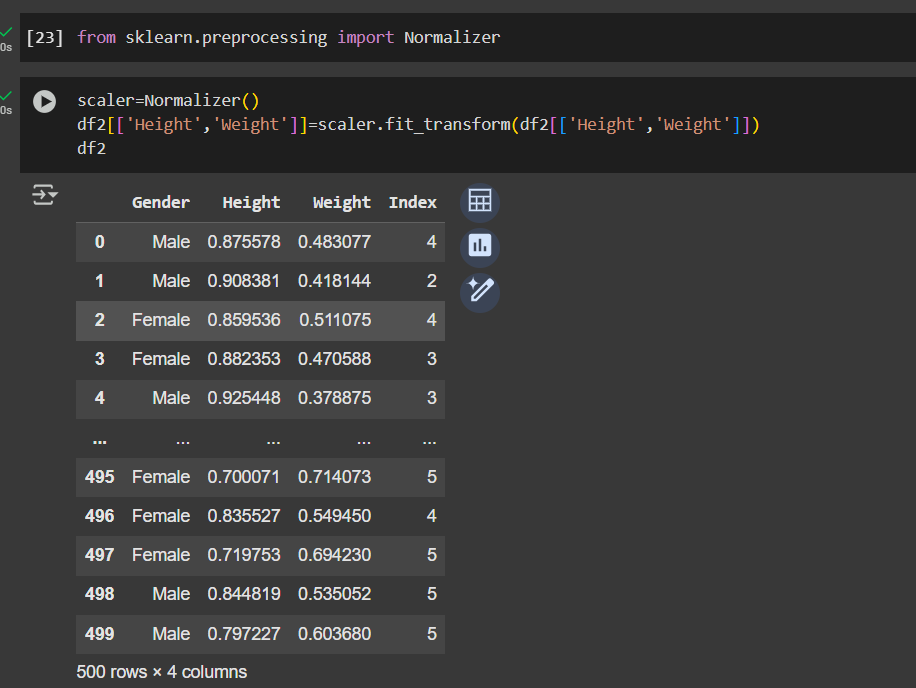 0s
[23] from sklearn.preprocessing import Normalizer
0s
scaler=Normalizer()
df2[['Height','Weight']]=scaler.fit_transform(df2[['Height','Weight']])
df2
Gender Height Weight Index
0 Male 0.875578 0.483077 4
1 Male 0.908381 0.418144 2
2 Female 0.859536 0.511075 4
3 Female 0.882353 0.470588 3
4 Male 0.925448 0.378875 3
... ... ... ... ...
495 Female 0.700071 0.714073 5
496 Female 0.835527 0.549450 4
497 Female 0.719753 0.694230 5
498 Male 0.844819 0.535052 5
499 Male 0.797227 0.603680 5
500 rows × 4 columns